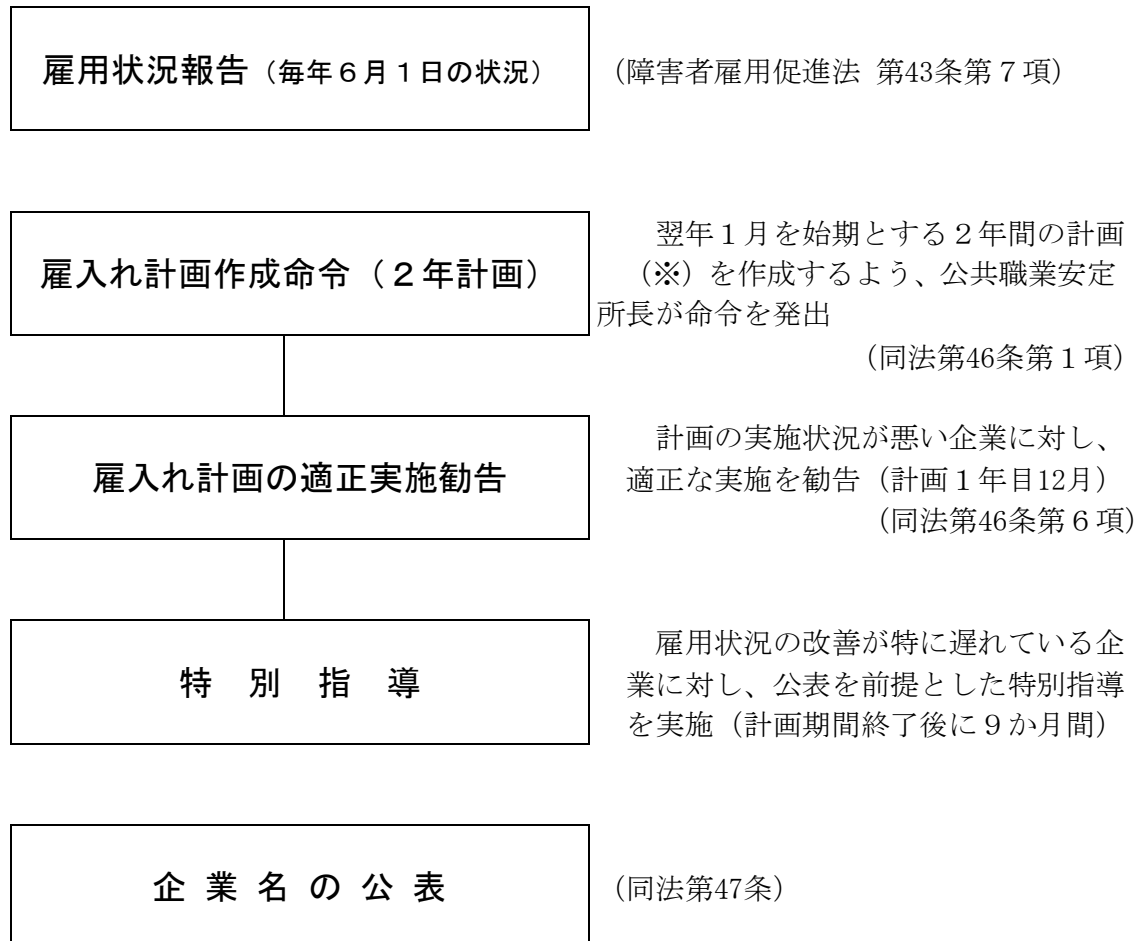 雇用状況報告(毎年６月１日の状況)
(障害者雇用促進法 第43条第７項)
雇入れ計画作成命令(２年計画)
翌年１月を始期とする２年間の計画
(※)を作成するよう、公共職業安定
所長が命令を発出
(同法第46条第１項)
雇入れ計画の適正実施勧告
計画の実施状況が悪い企業に対し、
適正な実施を勧告(計画１年目12月)
(同法第46条第６項)
特 別 指 導
雇用状況の改善が特に遅れている企
業に対し、公表を前提とした特別指導
を実施(計画期間終了後に９か月間)
企 業 名 の 公 表
(同法第47条)